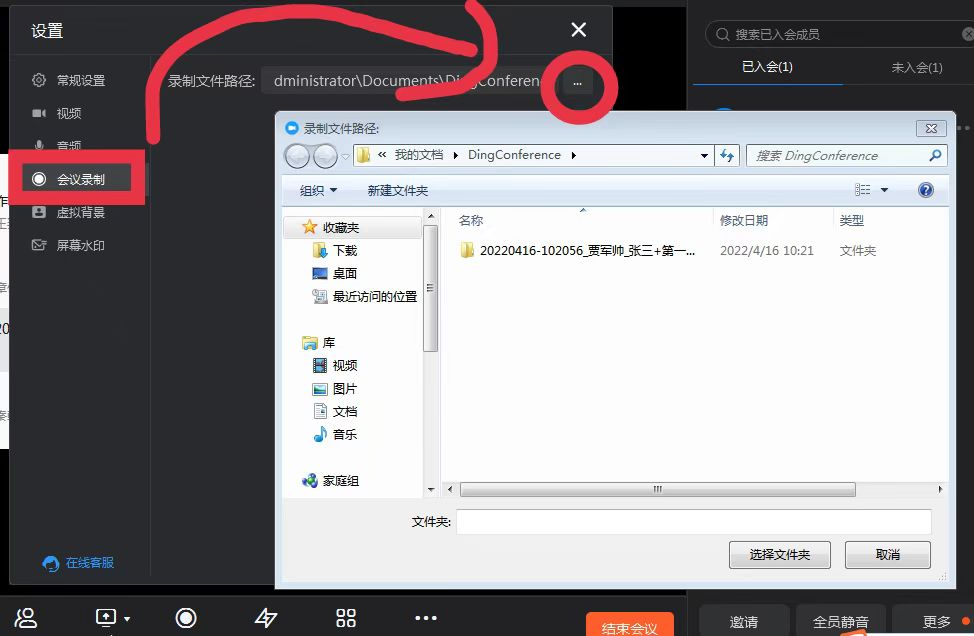 设置
搜索已入会成员
已入会(1)
未入会(1)
常规设置
录制文件路径:
dministrator\Documents\DingConferen
...
视频
音频
会议录制
虚拟背景
屏幕水印
在线客服
录制文件路径:
« 我的文档 DingConference
搜索 DingConference
组织
新建文件夹
收藏夹
下载
桌面
最近访问的位置
库
视频
图片
文档
音乐
家庭组
名称
修改日期
类型
20220416-102056_贾军帅_张三+第一...
2022/4/16 10:21
文件夹
文件夹:
选择文件夹
取消
结束会议
邀请
全员静音
更多